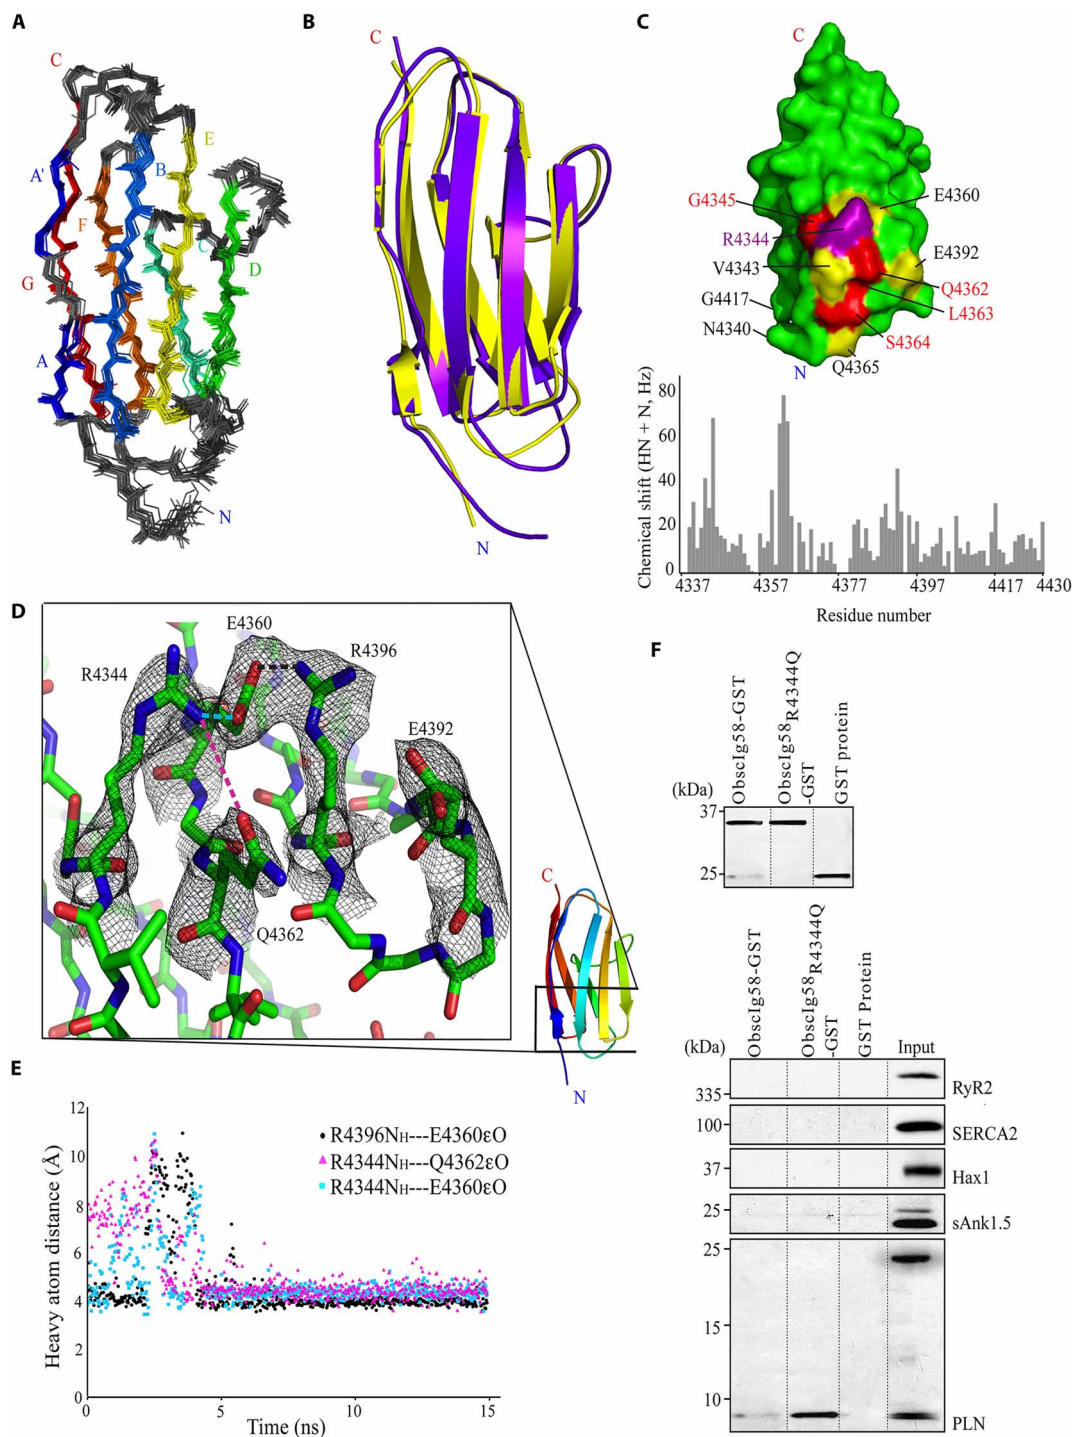 A
C
A'
B
E
F
C
D
G
A
N
B
C
N
C
C
G4345
R4344
V4343
G4417
N4340
E4360
E4392
Q4362
L4363
S4364
Q4365
N
Chemical shift (HN + N, Hz)
80
60
40
20
0
4337
4357
4377
4397
4417
4430
Residue number
D
E4360
R4344
R4396
E4392
Q4362
C
N
E
Heavy atom distance (Å)
12
10
8
6
4
2
0
5
10
15
Time (ns)
R4396NH---E4360εO
R4344NH---Q4362εO
R4344NH---E4360εO
F
ObscIg58-GST
ObscIg58R4344Q
-GST
GST protein
(kDa)
37
25
ObscIg58-GST
ObscIg58R4344Q
-GST
GST Protein
Input
(kDa)
335
RyR2
100
SERCA2
37
Hax1
25
sAnk1.5
25
15
10
PLN